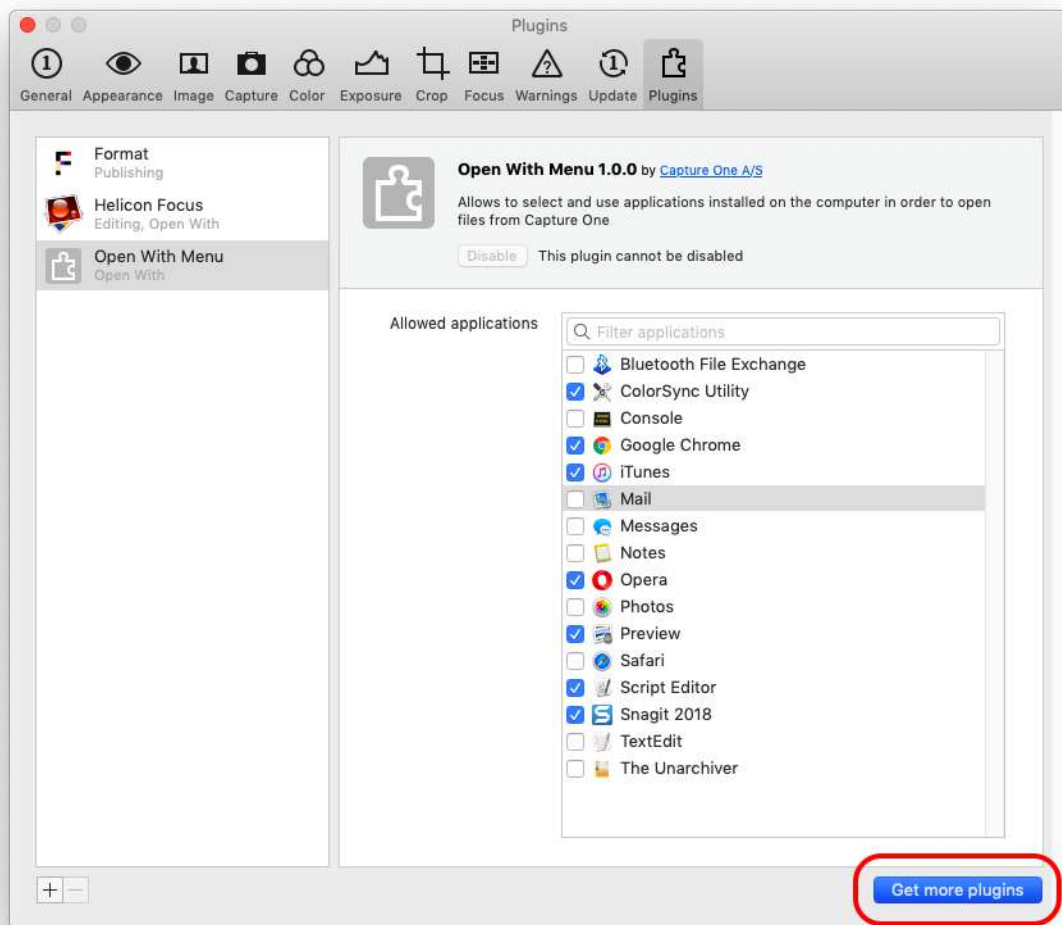 Plugins
General Appearance Image Capture Color Exposure Crop Focus Warnings Update Plugins
Format
Publishing
Helicon Focus
Editing, Open With
Open With Menu
Open With
Open With Menu 1.0.0 by Capture One A/S
Allows to select and use applications installed on the computer in order to open
files from Capture One
Disable This plugin cannot be disabled
Allowed applications
Filter applications
Bluetooth File Exchange
ColorSync Utility
Console
Google Chrome
iTunes
Mail
Messages
Notes
Opera
Photos
Preview
Safari
Script Editor
Snagit 2018
TextEdit
The Unarchiver
Get more plugins